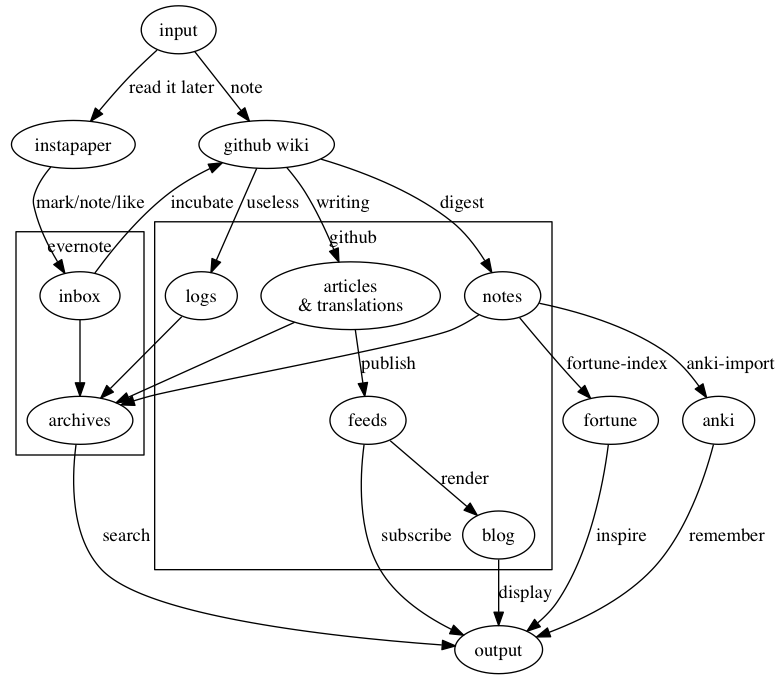 input
read it later
note
instapaper
github wiki
mark/note/like
incubate
useless
writing
digest
evernote
github
inbox
logs
articles
& translations
notes
publish
fortune-index
anki-import
archives
feeds
fortune
anki
render
search
subscribe
blog
inspire
remember
display
output